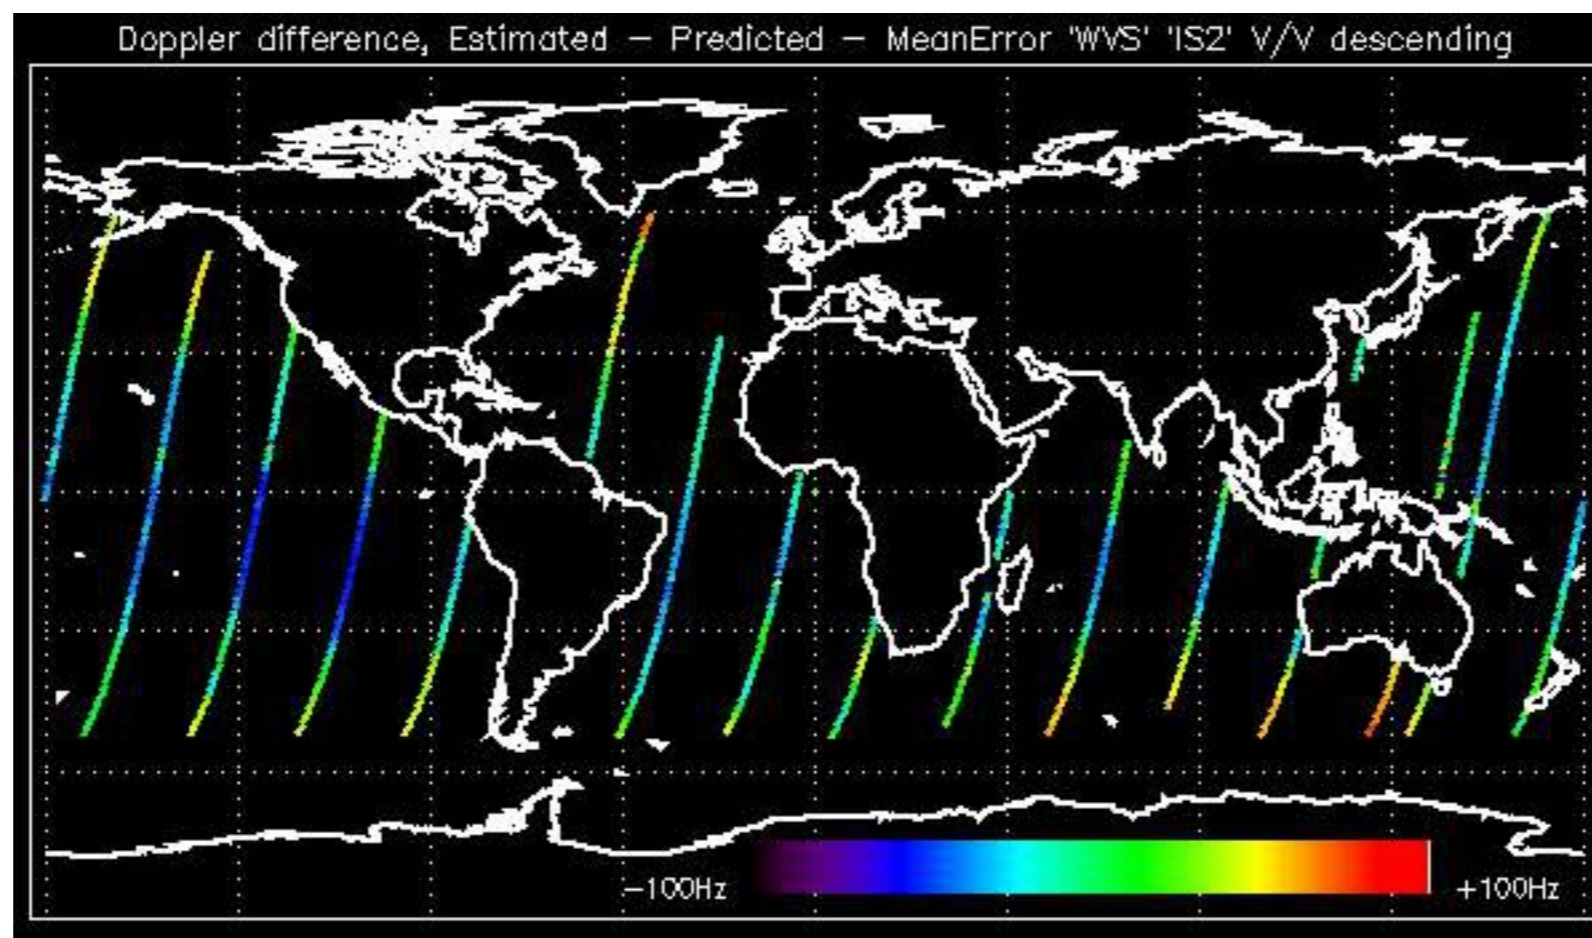 Doppler difference, Estimated – Predicted – MeanError 'WVS' 'IS2' V/V descending
–100Hz +100Hz